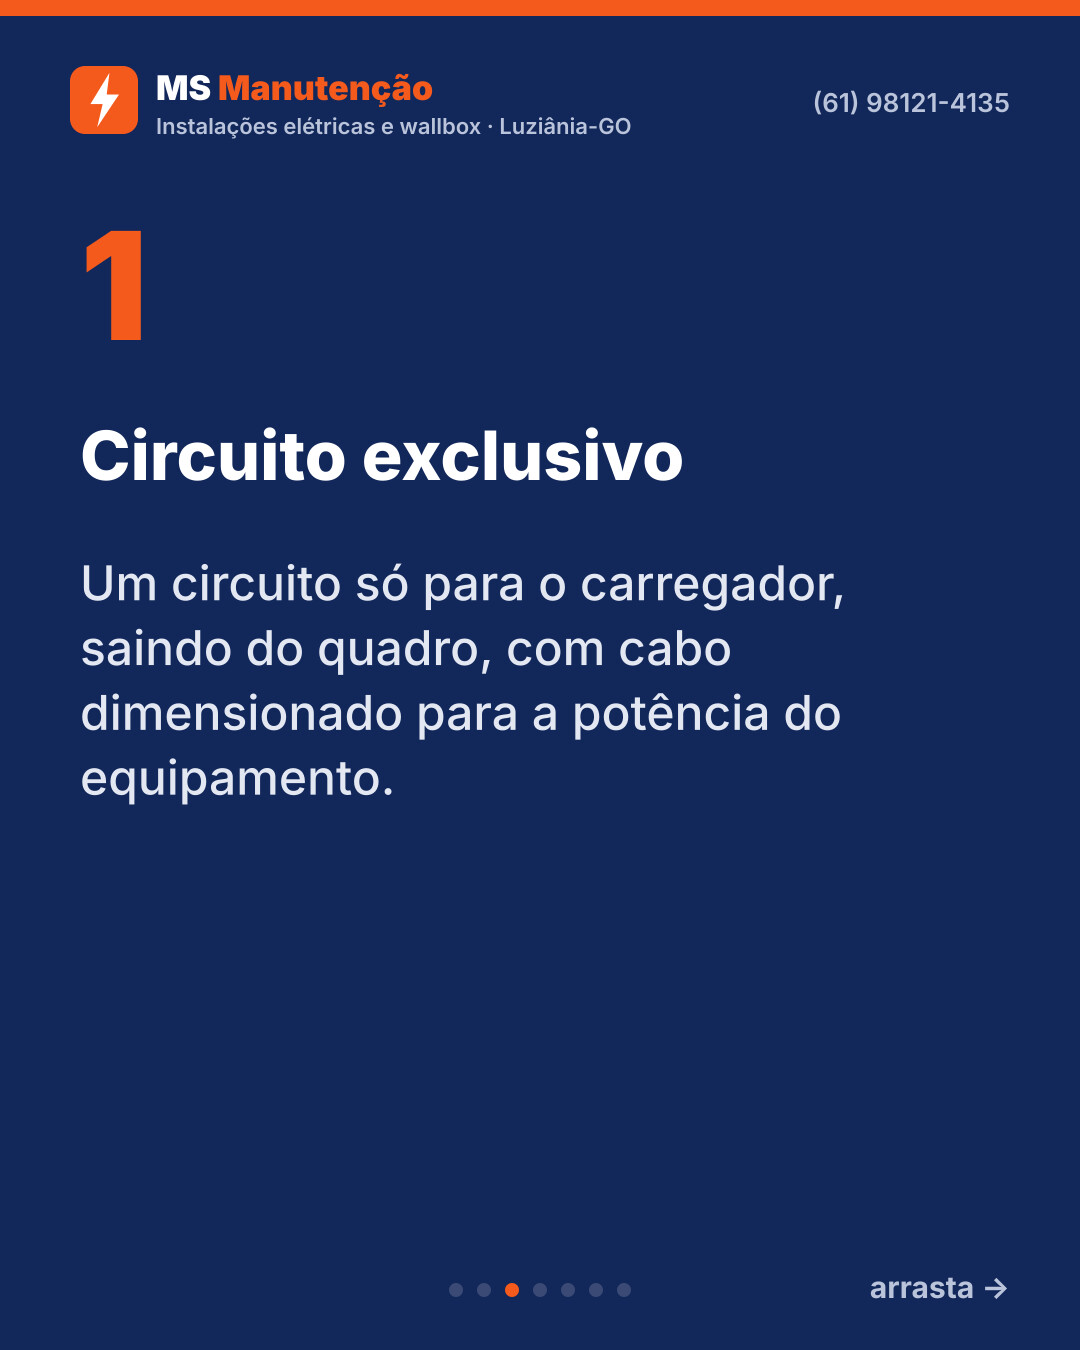 MS Manutenção
Instalações elétricas e wallbox · Luziânia-GO
(61) 98121-4135
1
Circuito exclusivo
Um circuito só para o carregador,
saindo do quadro, com cabo
dimensionado para a potência do
equipamento.
arrasta →